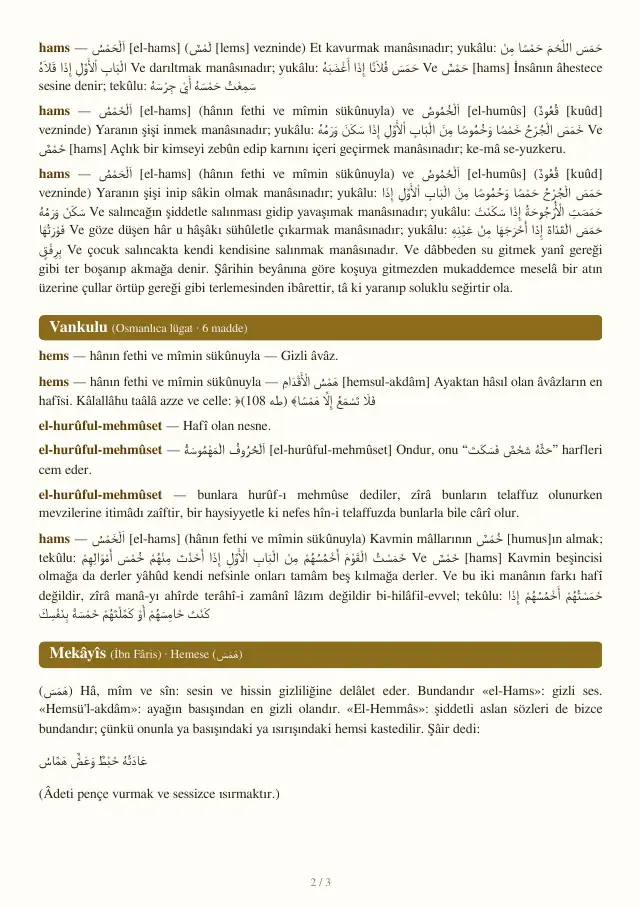 hams — اَلْحَمْسُ [el-hams] (لَمْسٌ [lems] vezninde) Et kavurmak manâsınadır; yukâlu: حَمَسَ اللَّحْمَ حَمْسًا مِنَ
الْبَابِ الْأَوَّلِ إِذَا قَلَاهُ Ve darıltmak manâsınadır; yukâlu: حَمَسَ فُلَانًا إِذَا أَغْضَبَهُ Ve حَمْسٌ [hams] İnsânın âhestece
sesine denir; tekûlu: سَمِعْتُ حَمْسَهُ أَيْ جِرْسَهُ
hams — اَلْخَمْصُ [el-hams] (hânın fethi ve mîmin sükûnuyla) ve اَلْخُمُوصُ [el-humûs] (قُعُودٌ [kuûd]
vezninde) Yaranın şişi inmek manâsınadır; yukâlu: خَمَصَ الْجُرْحُ خَمْصًا وَخُمُوصًا مِنَ الْبَابِ الْأَوَّلِ إِذَا سَكَنَ وَرَمُهُ Ve
خَمْصٌ [hams] Açlık bir kimseyi zebûn edip karnını içeri geçirmek manâsınadır; ke-mâ se-yuzkeru.
hams — اَلْحَمْصُ [el-hams] (hânın fethi ve mîmin sükûnuyla) ve اَلْحُمُوصُ [el-humûs] (قُعُودٌ [kuûd]
vezninde) Yaranın şişi inip sâkin olmak manâsınadır; yukâlu: حَمَصَ الْجُرْحُ حَمْصًا وَحُمُوصًا مِنَ الْبَابِ الْأَوَّلِ إِذَا
سَكَنَ وَرَمُهُ Ve salıncağın şiddetle salınması gidip yavaşımak manâsınadır; yukâlu: حَمَصَتِ الْأُرْجُوحَةُ إِذَا سَكَنَتْ
فَوْرَتُهَا Ve göze düşen hâr u hâşâkı sühûletle çıkarmak manâsınadır; yukâlu: حَمَصَ الْقَذَاةَ إِذَا أَخْرَجَهَا مِنْ عَيْنِهِ
بِرِفْقٍ Ve çocuk salıncakta kendi kendisine salınmak manâsınadır. Ve dâbbeden su gitmek yanî gereği
gibi ter boşanıp akmağa denir. Şârihin beyânına göre koşuya gitmezden mukaddemce meselâ bir atın
üzerine çullar örtüp gereği gibi terlemesinden ibârettir, tâ ki yaranıp soluklu seğirtir ola.
Vankulu (Osmanlıca lügat · 6 madde)
hems — hânın fethi ve mîmin sükûnuyla — Gizli âvâz.
hems — hânın fethi ve mîmin sükûnuyla — هَمْسُ الْأَقْدَامِ [hemsul-akdâm] Ayaktan hâsıl olan âvâzların en
hafîsi. Kâlallâhu taâlâ azze ve celle: ﴿فَلَا تَسْمَعُ إِلَّا هَمْسًا﴾ (طه 108)
el-hurûful-mehmûset — Hafî olan nesne.
el-hurûful-mehmûset — اَلْحُرُوفُ الْمَهْمُوسَةُ [el-hurûful-mehmûset] Ondur, onu “حَثَّهُ شَخْصٌ فَسَكَتَ” harfleri
cem eder.
el-hurûful-mehmûset — bunlara hurûf-ı mehmûse dediler, zîrâ bunların telaffuz olunurken
mevzilerine itimâdı zaîftir, bir haysiyyetle ki nefes hîn-i telaffuzda bunlarla bile cârî olur.
hams — اَلْخَمْسُ [el-hams] (hânın fethi ve mîmin sükûnuyla) Kavmin mâllarının خُمْسٌ [humus]ın almak;
tekûlu: خَمَسْتُ الْقَوْمَ أَخْمُسُهُمْ مِنَ الْبَابِ الْأَوَّلِ إِذَا أَخَذْتَ مِنْهُمْ خُمْسَ أَمْوَالِهِمْ Ve خَمْسٌ [hams] Kavmin beşincisi
olmağa da derler yâhûd kendi nefsinle onları tamâm beş kılmağa derler. Ve bu iki manânın farkı hafî
değildir, zîrâ manâ-yı ahîrde terâhî-i zamânî lâzım değildir bi-hilâfil-evvel; tekûlu: خَمَسْتُهُمْ أَخْمُسُهُمْ إِذَا
كُنْتَ خَامِسَهُمْ أَوْ كَمَّلْتَهُمْ خَمْسَةً بِنَفْسِكَ
Mekâyîs (İbn Fâris) · Hemese (هَمَسَ)
(هَمَسَ) Hâ, mîm ve sîn: sesin ve hissin gizliliğine delâlet eder. Bundandır «el-Hams»: gizli ses.
«Hemsü'l-akdâm»: ayağın basışından en gizli olandır. «El-Hemmâs»: şiddetli aslan sözleri de bizce
bundandır; çünkü onunla ya basışındaki ya ısırışındaki hemsi kastedilir. Şâir dedi:
عَادَتُهُ خَبْطٌ وَعَضٌّ هَمَّاسُ
(Âdeti pençe vurmak ve sessizce ısırmaktır.)
2 / 3